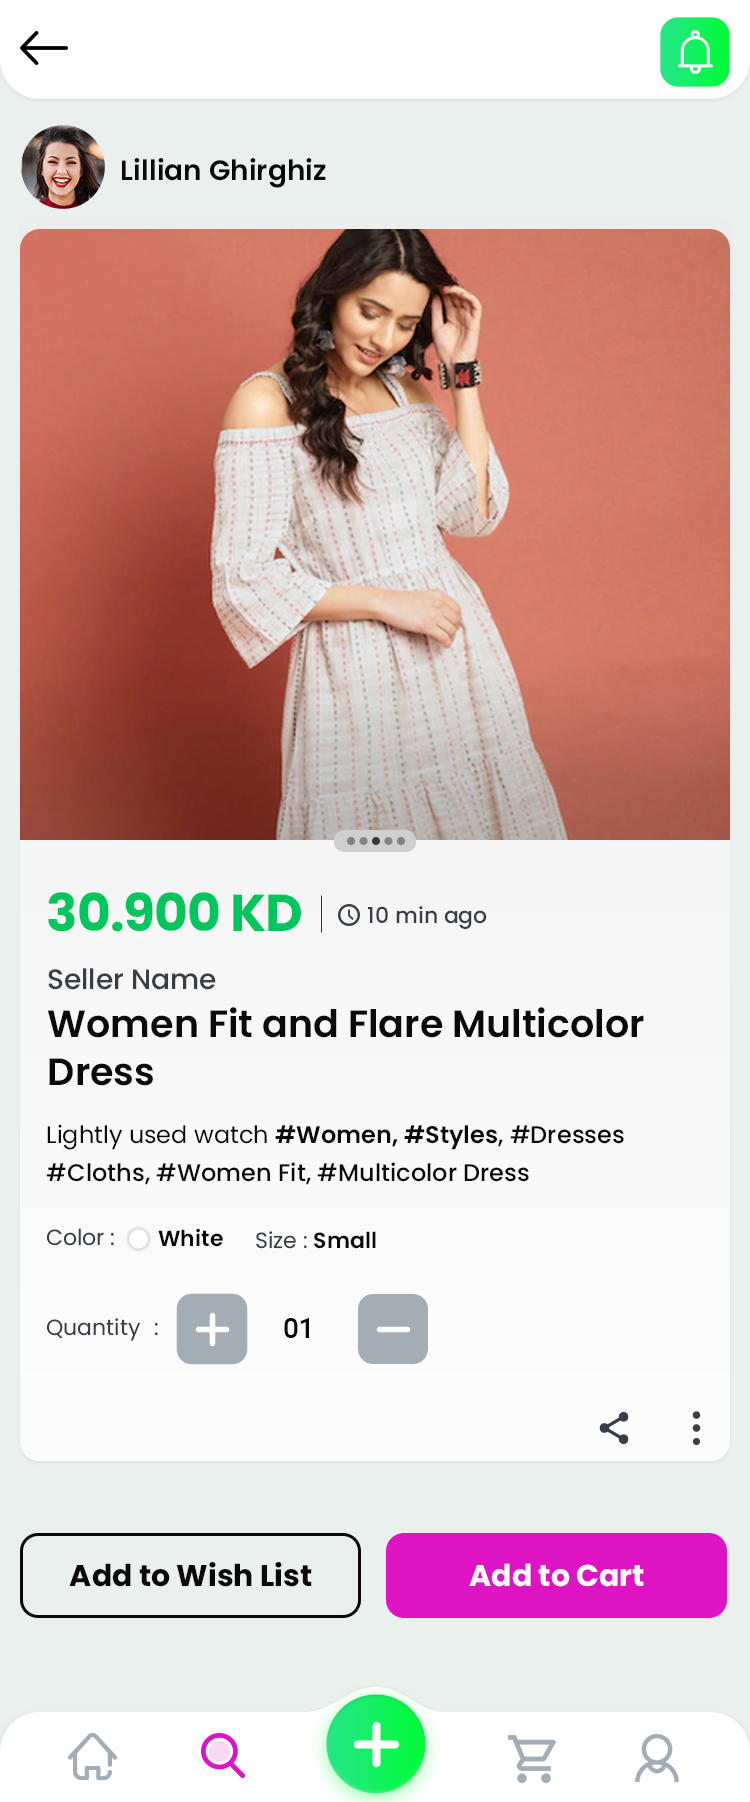 Lillian Ghirghiz
30.900 KD
10 min ago
Seller Name
Women Fit and Flare Multicolor
Dress
Lightly used watch #Women, #Styles, #Dresses
#Cloths, #Women Fit, #Multicolor Dress
Color : White Size : Small
Quantity : 01
Add to Wish List
Add to Cart